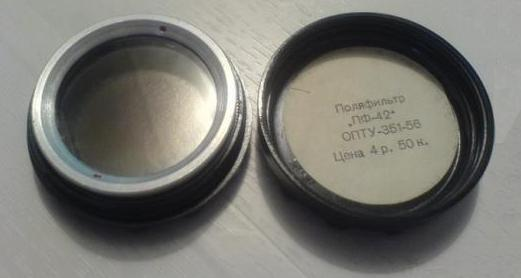 Поляфильтр
„ПФ-42"
ОПТУ-351-56
Цена 4 р. 50 к.